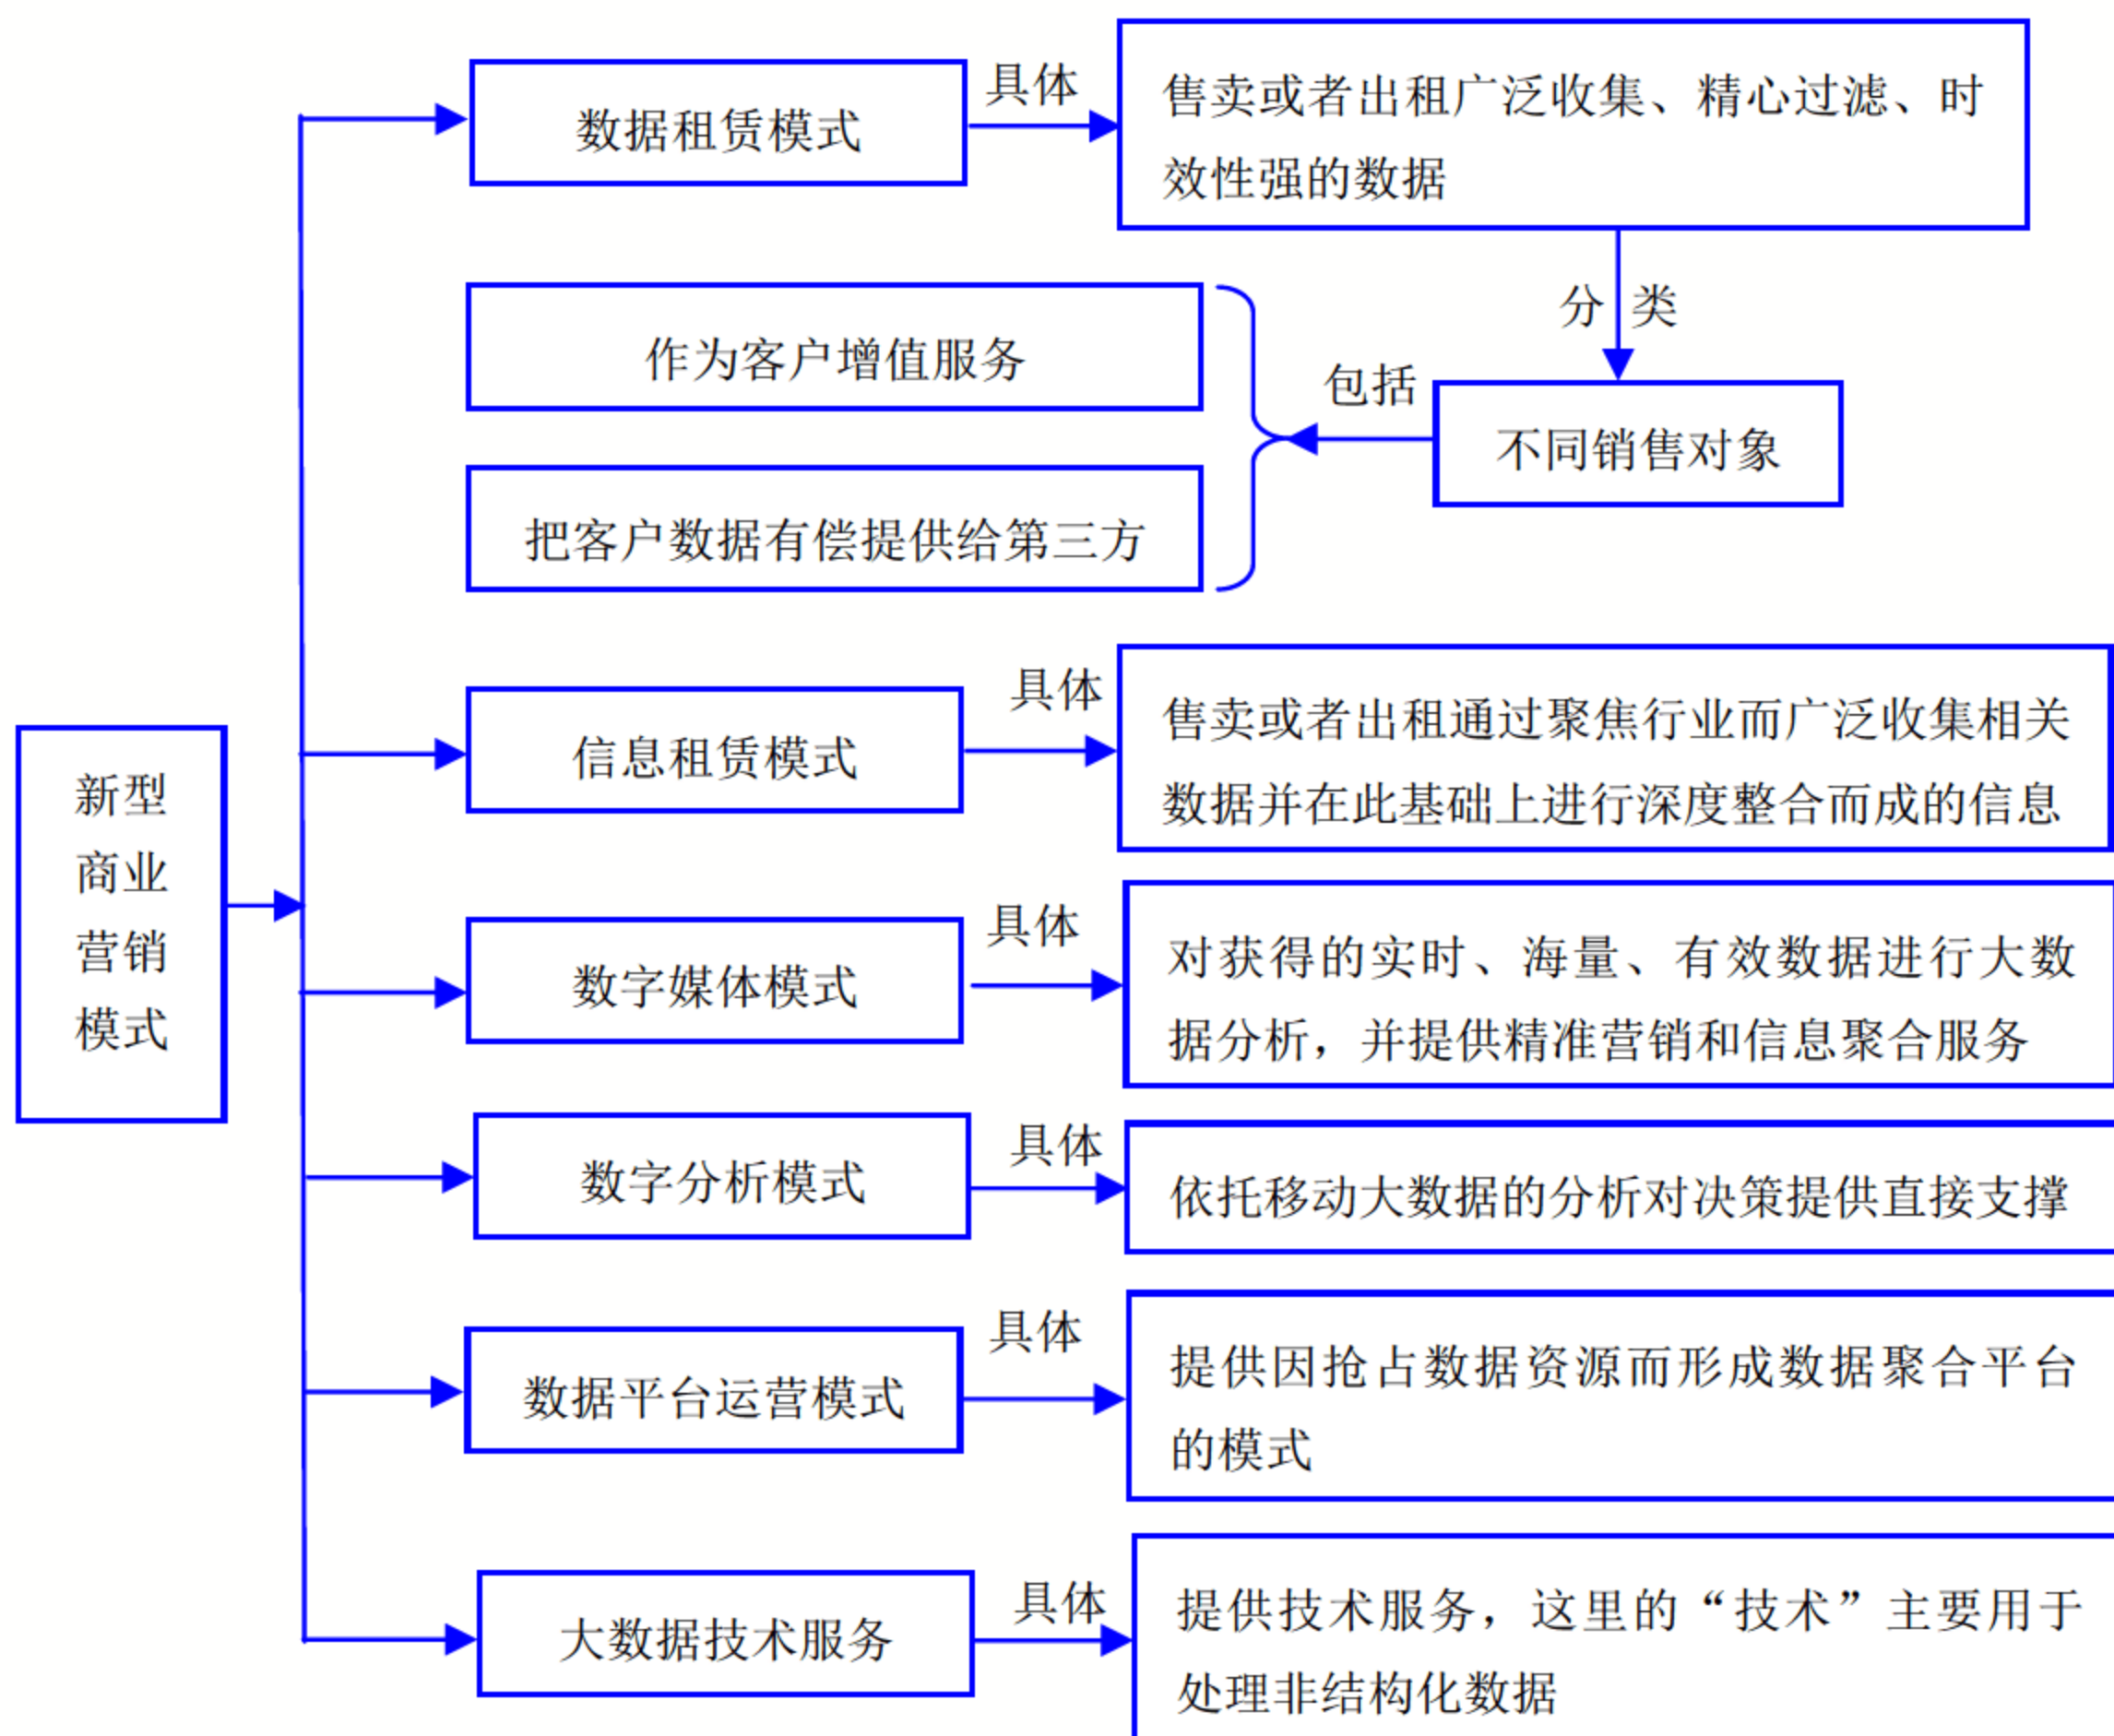 新型
商业
营销
模式
数据租赁模式
具体
售卖或者出租广泛收集、精心过滤、时
效性强的数据
分类
不同销售对象
包括
作为客户增值服务
把客户数据有偿提供给第三方
信息租赁模式
具体
售卖或者出租通过聚焦行业而广泛收集相关
数据并在此基础上进行深度整合而成的信息
数字媒体模式
具体
对获得的实时、海量、有效数据进行大数
据分析，并提供精准营销和信息聚合服务
数字分析模式
具体
依托移动大数据的分析对决策提供直接支撑
数据平台运营模式
具体
提供因抢占数据资源而形成数据聚合平台
的模式
大数据技术服务
具体
提供技术服务，这里的“技术”主要用于
处理非结构化数据